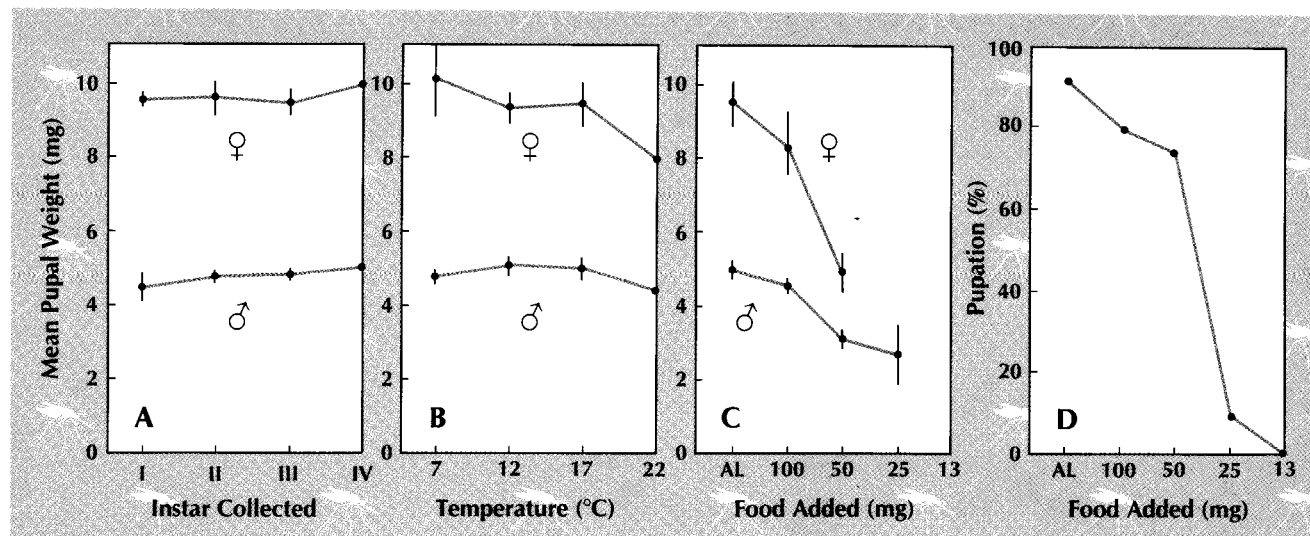 Mean Pupal Weight (mg)
10
8
6
4
2
0
♀
♂
A
I II III IV
Instar Collected
10
8
6
4
2
0
♀
♂
B
7 12 17 22
Temperature (°C)
10
8
6
4
2
0
♀
♂
C
AL 100 50 25 13
Food Added (mg)
Pupation (%)
100
80
60
40
20
0
D
AL 100 50 25 13
Food Added (mg)